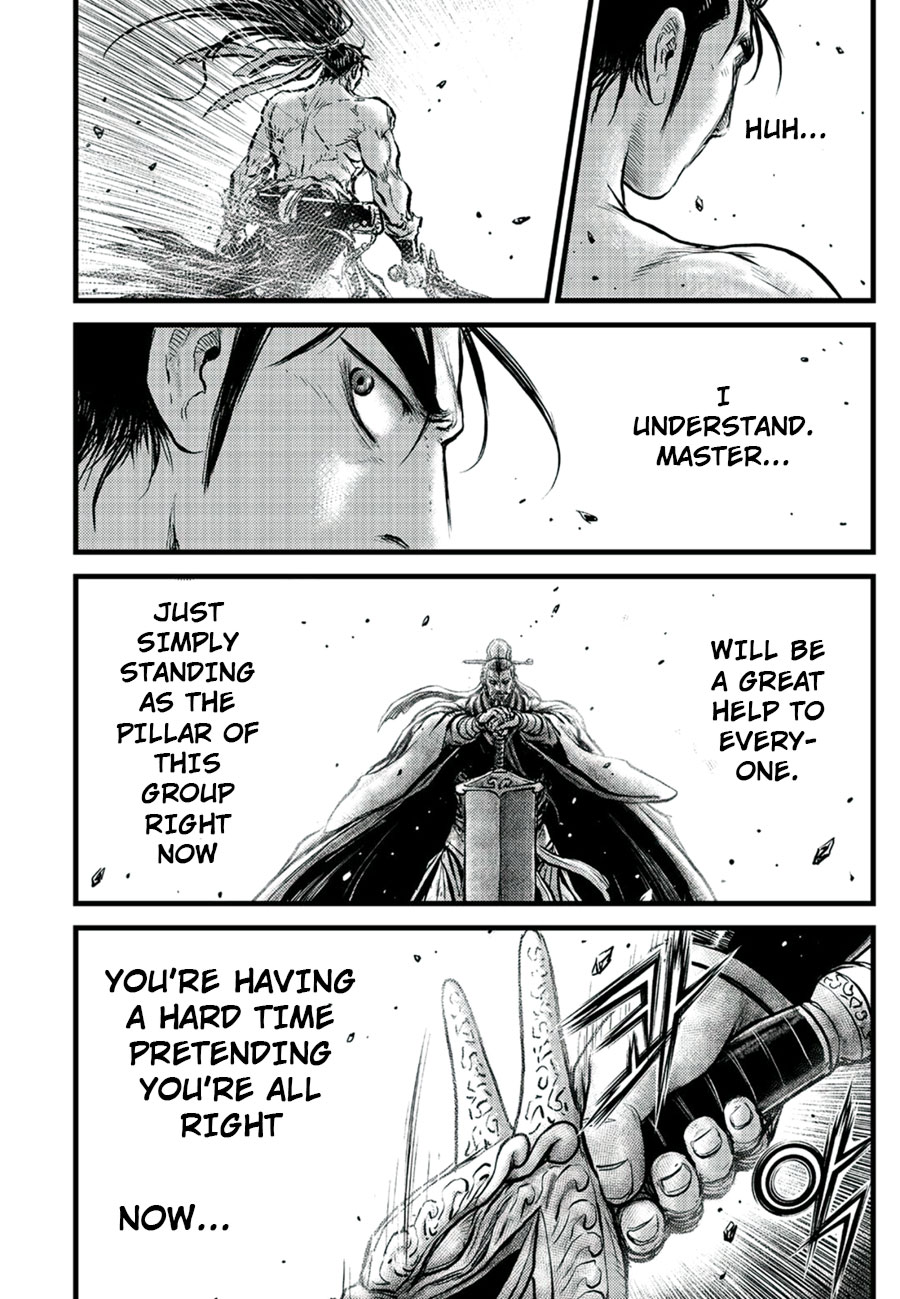 HUH...
I
UNDERSTAND.
MASTER...
JUST
SIMPLY
STANDING
AS THE
PILLAR OF
THIS
GROUP
RIGHT
NOW
WILL BE
A GREAT
HELP TO
EVERY-
ONE.
YOU'RE HAVING
A HARD TIME
PRETENDING
YOU'RE ALL
RIGHT
NOW...